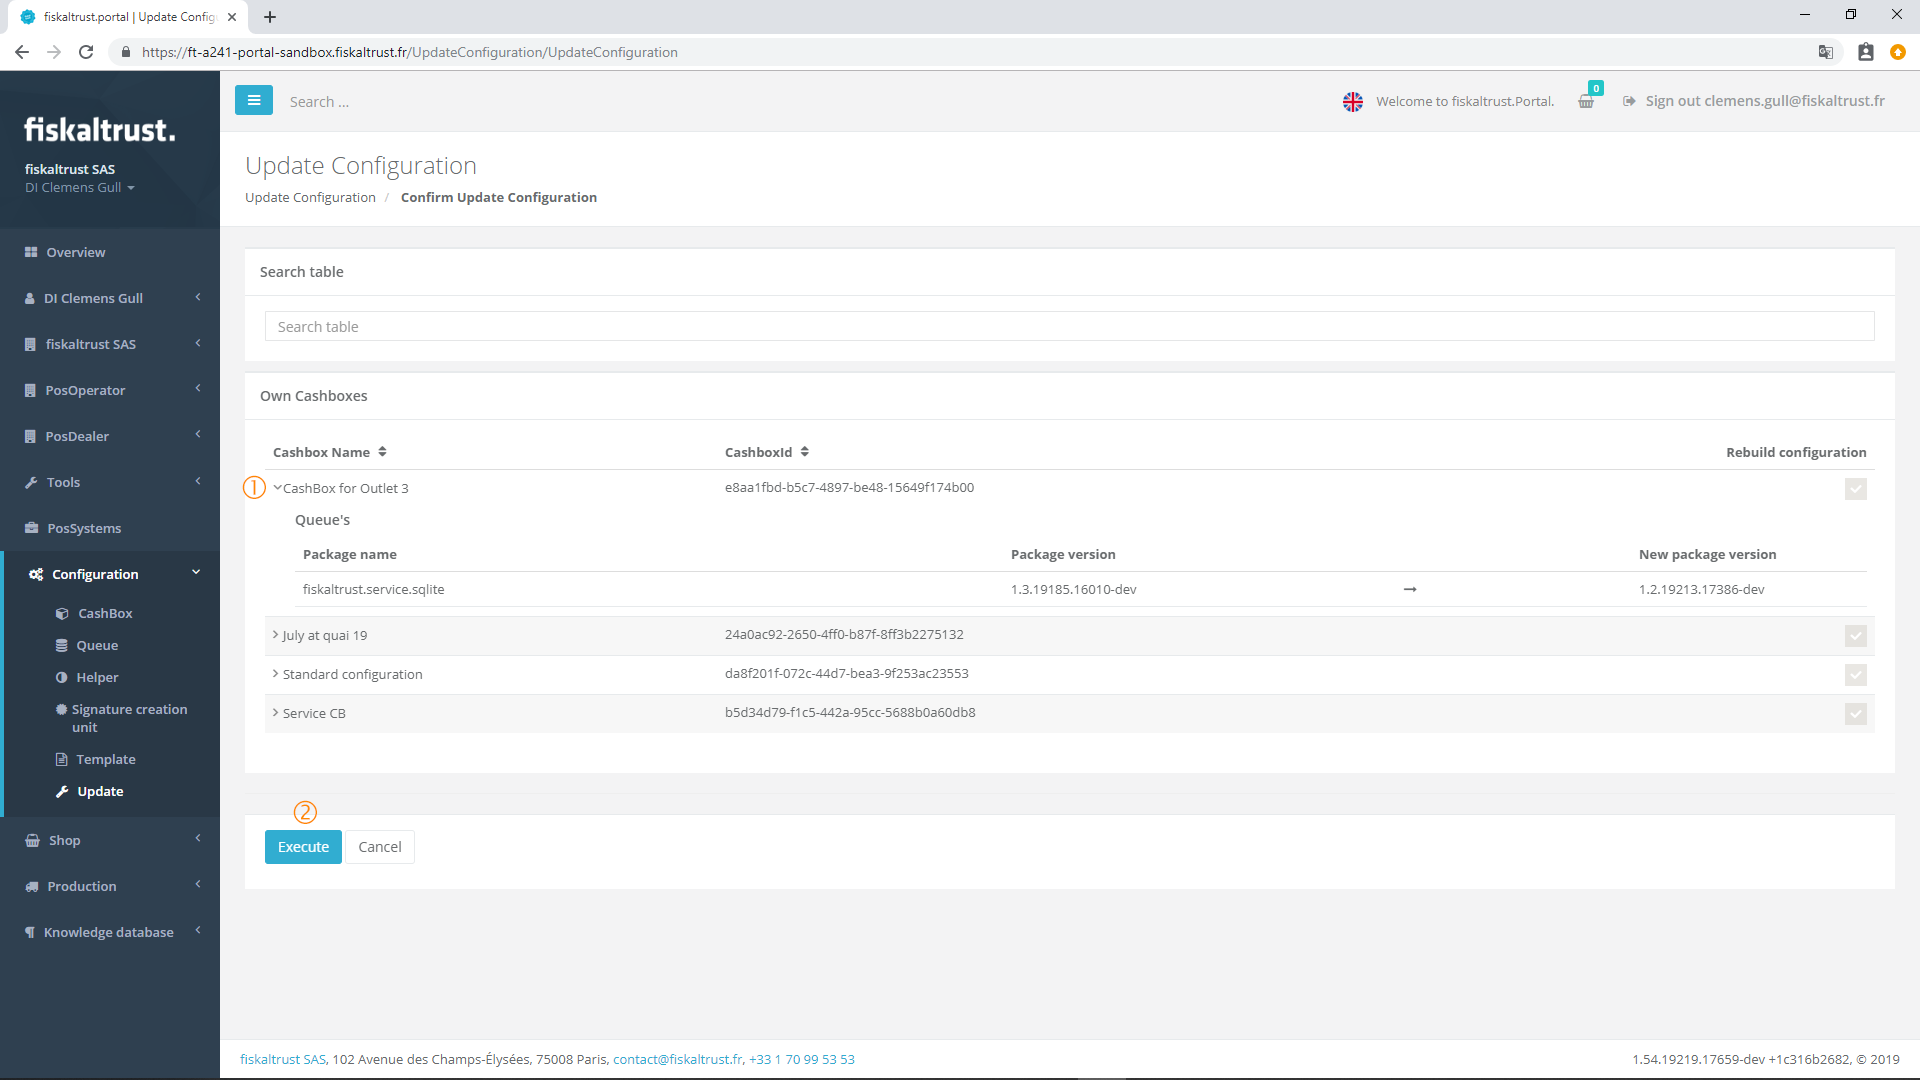 fiskaltrust.portal | Update Config
https://ft-a241-portal-sandbox.fiskaltrust.fr/UpdateConfiguration/UpdateConfiguration
fiskaltrust.
fiskaltrust SAS
DI Clemens Gull
Overview
DI Clemens Gull
fiskaltrust SAS
PosOperator
PosDealer
Tools
PosSystems
Configuration
CashBox
Queue
Helper
Signature creation
unit
Template
Update
Shop
Production
Knowledge database
Search ...
Welcome to fiskaltrust.Portal.
0
Sign out clemens.gull@fiskaltrust.fr
Update Configuration
Update Configuration / Confirm Update Configuration
Search table
Search table
Own Cashboxes
Cashbox Name CashboxId Rebuild configuration
1 CashBox for Outlet 3 e8aa1fbd-b5c7-4897-be48-15649f174b00
Queue's
Package name Package version New package version
fiskaltrust.service.sqlite 1.3.19185.16010-dev → 1.2.19213.17386-dev
July at quai 19 24a0ac92-2650-4ff0-b87f-8ff3b2275132
Standard configuration da8f201f-072c-44d7-bea3-9f253ac23553
Service CB b5d34d79-f1c5-442a-95cc-5688b0a60db8
2
Execute Cancel
fiskaltrust SAS, 102 Avenue des Champs-Élysées, 75008 Paris, contact@fiskaltrust.fr, +33 1 70 99 53 53
1.54.19219.17659-dev +1c316b2682, © 2019